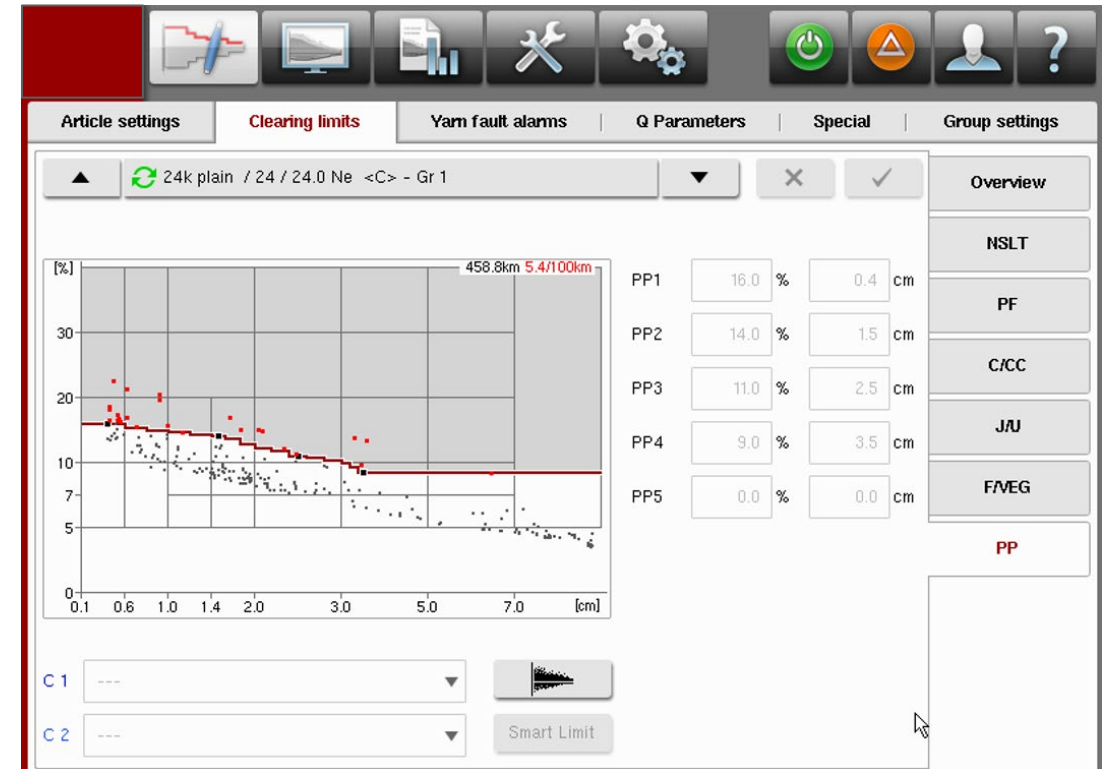 ?
Article settings
Clearing limits
Yarn fault alarms
Q Parameters
Special
Group settings
24k plain / 24 / 24.0 Ne <C> - Gr 1
Overview
NSLT
PF
C/CC
J/U
F/VEG
PP
[%]
458.8km 5.4/100km
30
20
10
7
5
0
0.1 0.6 1.0 1.4 2.0 3.0 5.0 7.0 [cm]
PP1 16.0 % 0.4 cm
PP2 14.0 % 1.5 cm
PP3 11.0 % 2.5 cm
PP4 9.0 % 3.5 cm
PP5 0.0 % 0.0 cm
C 1 ---
C 2 ---
Smart Limit